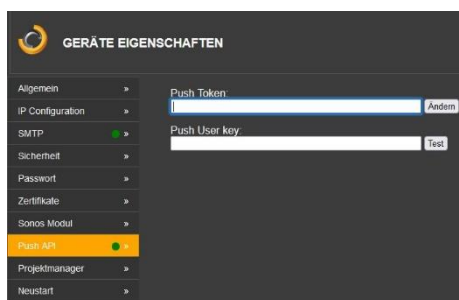 GERÄTE EIGENSCHAFTEN
Allgemein »
IP Configuration »
SMTP »
Sicherheit »
Passwort »
Zertifikate »
Sonos Modul »
Push API »
Projektmanager »
Neustart »
Push Token:
Ändern
Push User key:
Test